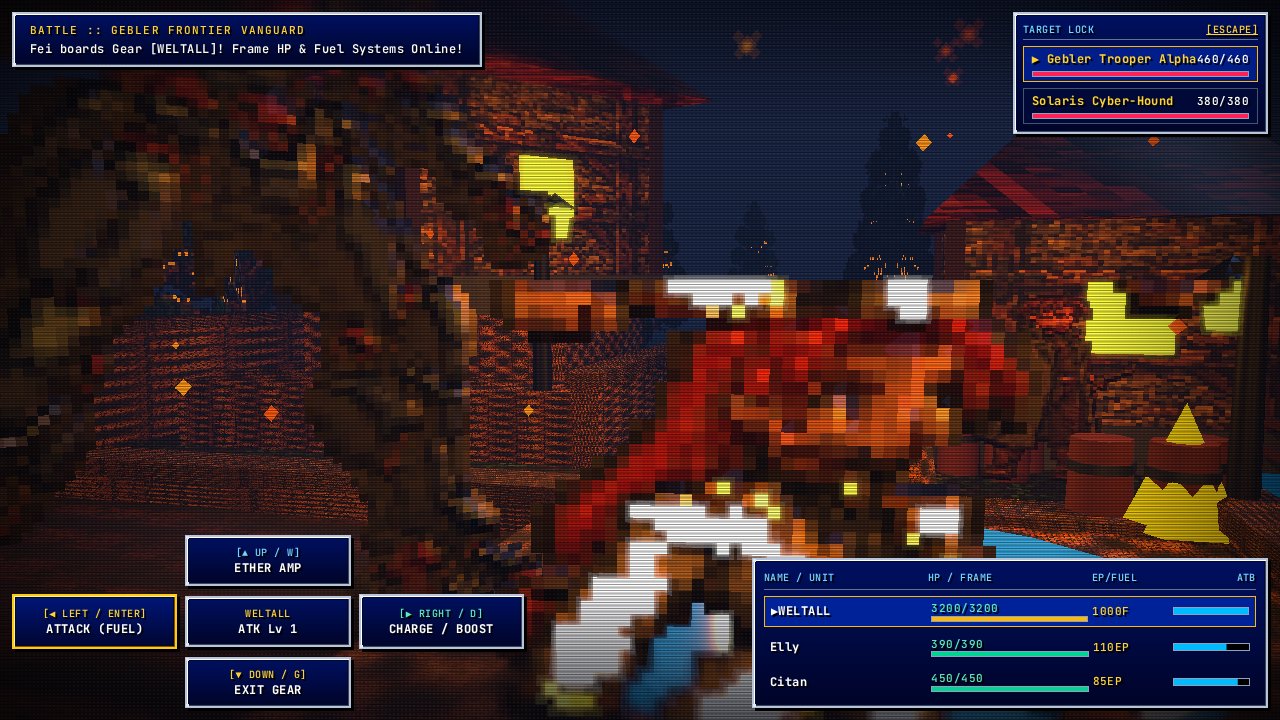 BATTLE :: GEBLER FRONTIER VANGUARD
Fei boards Gear [WELTALL]! Frame HP & Fuel Systems Online!
TARGET LOCK [ESCAPE]
▶ Gebler Trooper Alpha460/460
Solaris Cyber-Hound 380/380
[▲ UP / W]
ETHER AMP
[◀ LEFT / ENTER]
ATTACK (FUEL)
WELTALL
ATK Lv 1
[▶ RIGHT / D]
CHARGE / BOOST
[▼ DOWN / G]
EXIT GEAR
NAME / UNIT HP / FRAME EP/FUEL ATB
▶WELTALL 3200/3200 1000F
Elly 390/390 110EP
Citan 450/450 85EP